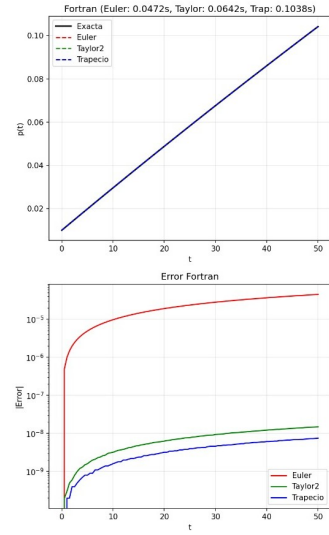 Fortran (Euler: 0.0472s, Taylor: 0.0642s, Trap: 0.1038s)
Exacta
Euler
Taylor2
Trapecio
0.10
0.08
0.06
0.04
0.02
p(t)
0 10 20 30 40 50
t
Error Fortran
10⁻⁵
10⁻⁶
10⁻⁷
10⁻⁸
10⁻⁹
|Error|
Euler
Taylor2
Trapecio
0 10 20 30 40 50
t